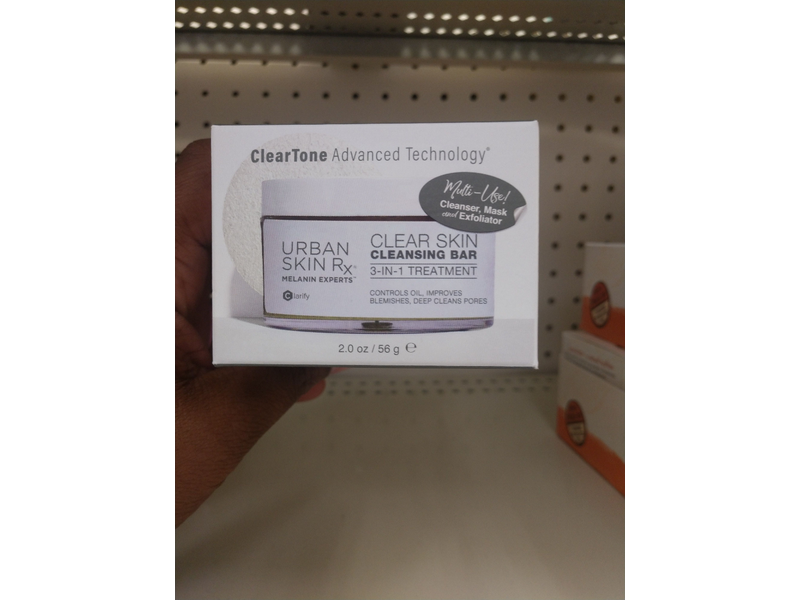 ClearTone Advanced Technology®
Multi-Use!
Cleanser, Mask
and Exfoliator
URBAN
SKIN Rx®
MELANIN EXPERTS™
Clarify
CLEAR SKIN
CLEANSING BAR
3-IN-1 TREATMENT
CONTROLS OIL, IMPROVES
BLEMISHES, DEEP CLEANS PORES
2.0 oz / 56 g ℮